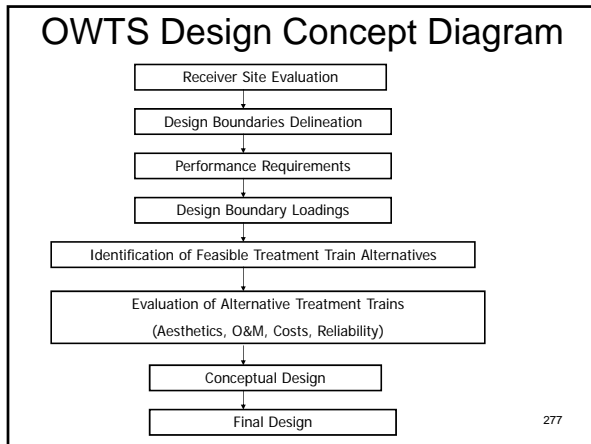 OWTS Design Concept Diagram
Receiver Site Evaluation
Design Boundaries Delineation
Performance Requirements
Design Boundary Loadings
Identification of Feasible Treatment Train Alternatives
Evaluation of Alternative Treatment Trains
(Aesthetics, O&M, Costs, Reliability)
Conceptual Design
Final Design
277